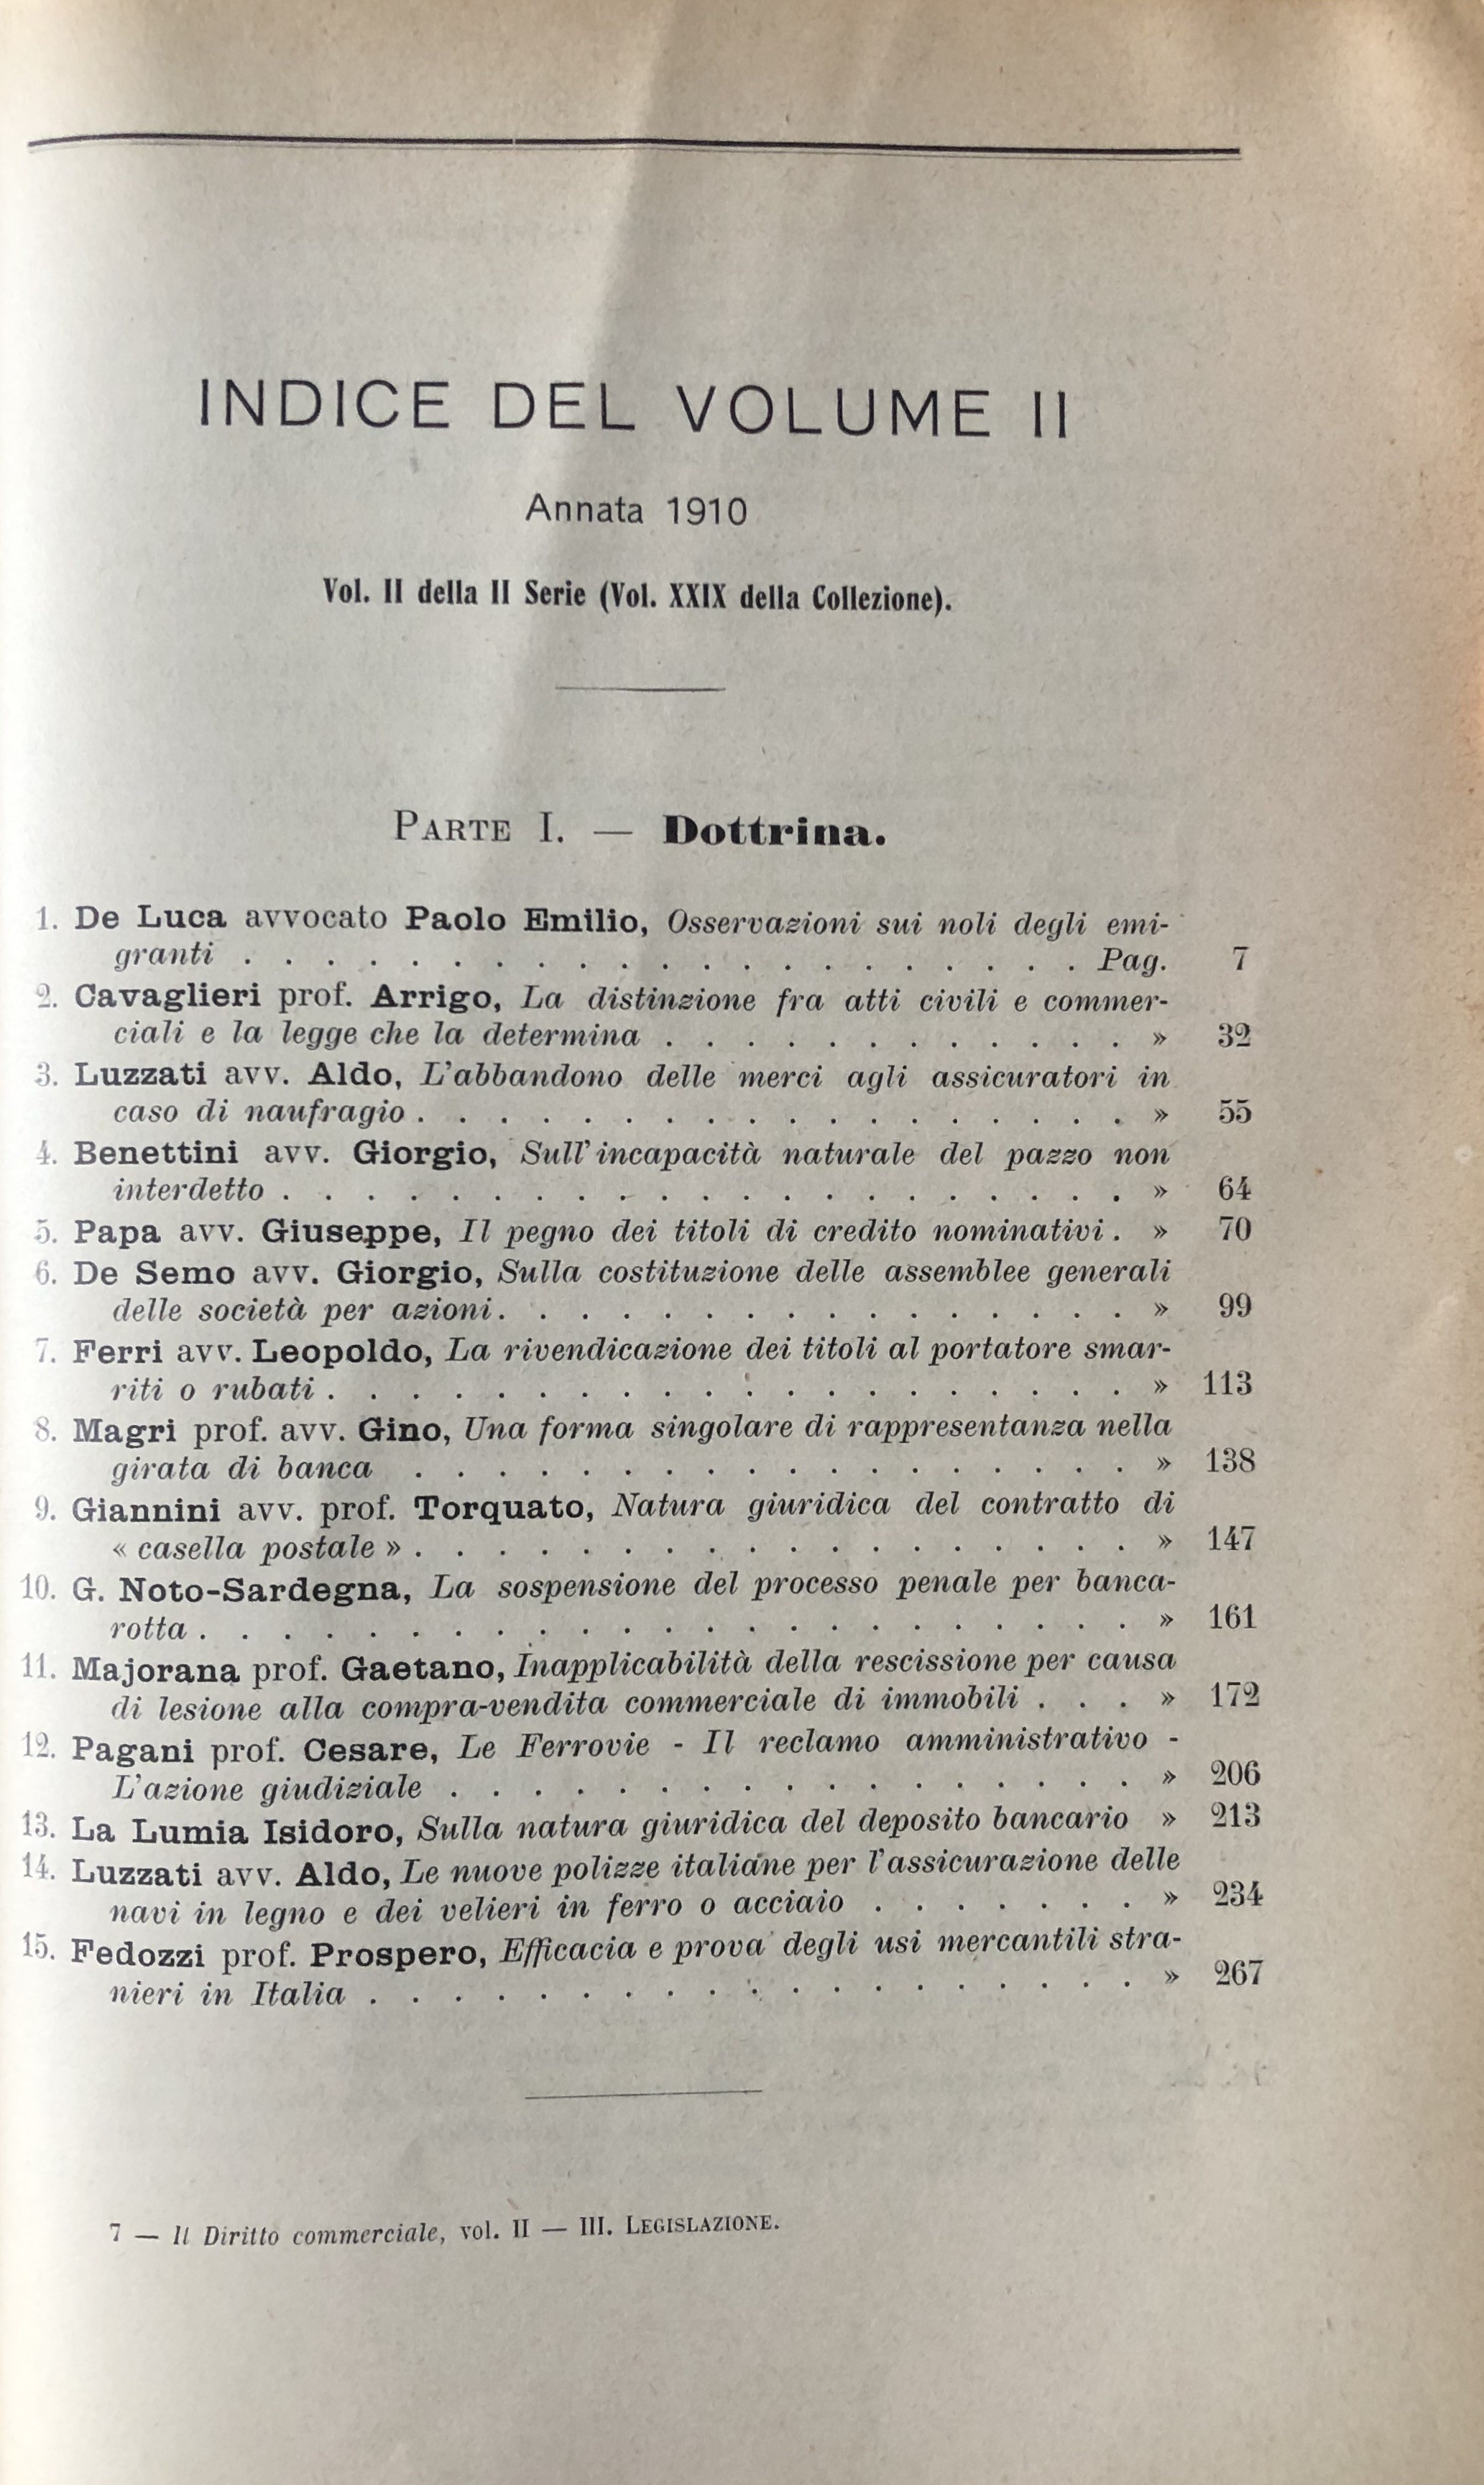 INDICE DEL VOLUME II
Annata 1910
Vol. II della II Serie (Vol. XXIX della Collezione).
PARTE I. — Dottrina.
1. De Luca avvocato Paolo Emilio, Osservazioni sui noli degli emi-
granti . . . . . . . . . . . . . . . . . . . . Pag. 7
2. Cavaglieri prof. Arrigo, La distinzione fra atti civili e commer-
ciali e la legge che la determina . . . . . . . . . . . . » 32
3. Luzzati avv. Aldo, L'abbandono delle merci agli assicuratori in
caso di naufragio . . . . . . . . . . . . . . . . . . » 55
4. Benettini avv. Giorgio, Sull'incapacità naturale del pazzo non
interdetto . . . . . . . . . . . . . . . . . . . . . » 64
5. Papa avv. Giuseppe, Il pegno dei titoli di credito nominativi . » 70
6. De Semo avv. Giorgio, Sulla costituzione delle assemblee generali
delle società per azioni . . . . . . . . . . . . . . . . » 99
7. Ferri avv. Leopoldo, La rivendicazione dei titoli al portatore smar-
riti o rubati . . . . . . . . . . . . . . . . . . . . » 113
8. Magri prof. avv. Gino, Una forma singolare di rappresentanza nella
girata di banca . . . . . . . . . . . . . . . . . . » 138
9. Giannini avv. prof. Torquato, Natura giuridica del contratto di
« casella postale » . . . . . . . . . . . . . . . . . . » 147
10. G. Noto-Sardegna, La sospensione del processo penale per banca-
rotta . . . . . . . . . . . . . . . . . . . . . . . » 161
11. Majorana prof. Gaetano, Inapplicabilità della rescissione per causa
di lesione alla compra-vendita commerciale di immobili . . . » 172
12. Pagani prof. Cesare, Le Ferrovie - Il reclamo amministrativo -
L'azione giudiziale . . . . . . . . . . . . . . . . . » 206
13. La Lumia Isidoro, Sulla natura giuridica del deposito bancario » 213
14. Luzzati avv. Aldo, Le nuove polizze italiane per l'assicurazione delle
navi in legno e dei velieri in ferro o acciaio . . . . . . . » 234
15. Fedozzi prof. Prospero, Efficacia e prova degli usi mercantili stra-
nieri in Italia . . . . . . . . . . . . . . . . . . . » 267
7 — Il Diritto commerciale, vol. II — III. LEGISLAZIONE.